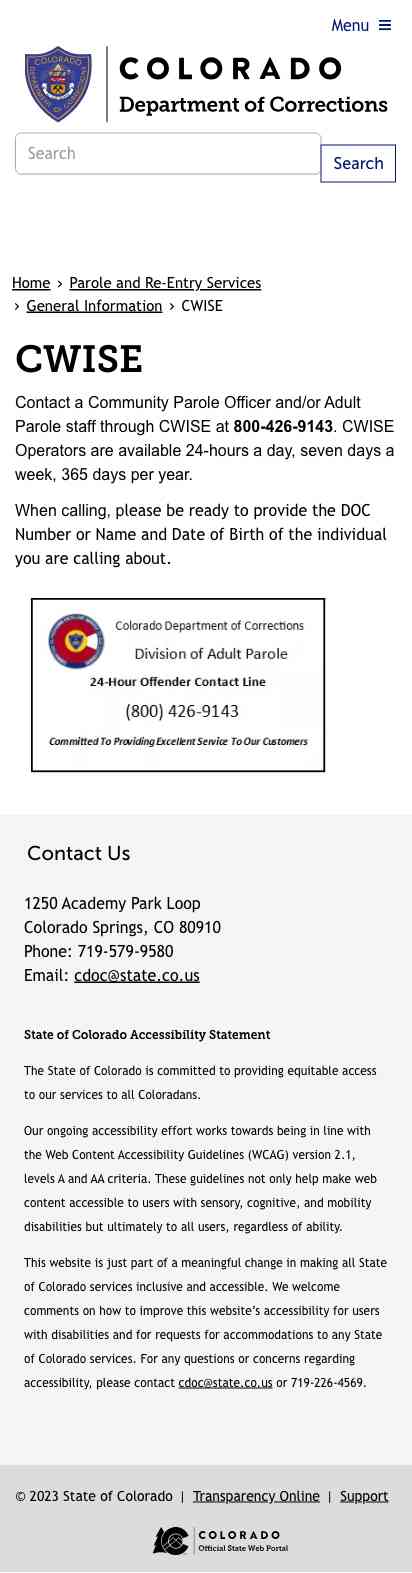 Menu
COLORADO
Department of Corrections
Search
Search
Home > Parole and Re-Entry Services
> General Information > CWISE
CWISE
Contact a Community Parole Officer and/or Adult
Parole staff through CWISE at 800-426-9143. CWISE
Operators are available 24-hours a day, seven days a
week, 365 days per year.
When calling, please be ready to provide the DOC
Number or Name and Date of Birth of the individual
you are calling about.
Colorado Department of Corrections
Division of Adult Parole
24-Hour Offender Contact Line
(800) 426-9143
Committed To Providing Excellent Service To Our Customers
Contact Us
1250 Academy Park Loop
Colorado Springs, CO 80910
Phone: 719-579-9580
Email: cdoc@state.co.us
State of Colorado Accessibility Statement
The State of Colorado is committed to providing equitable access
to our services to all Coloradans.
Our ongoing accessibility effort works towards being in line with
the Web Content Accessibility Guidelines (WCAG) version 2.1,
levels A and AA criteria. These guidelines not only help make web
content accessible to users with sensory, cognitive, and mobility
disabilities but ultimately to all users, regardless of ability.
This website is just part of a meaningful change in making all State
of Colorado services inclusive and accessible. We welcome
comments on how to improve this website's accessibility for users
with disabilities and for requests for accommodations to any State
of Colorado services. For any questions or concerns regarding
accessibility, please contact cdoc@state.co.us or 719-226-4569.
© 2023 State of Colorado | Transparency Online | Support
COLORADO
Official State Web Portal